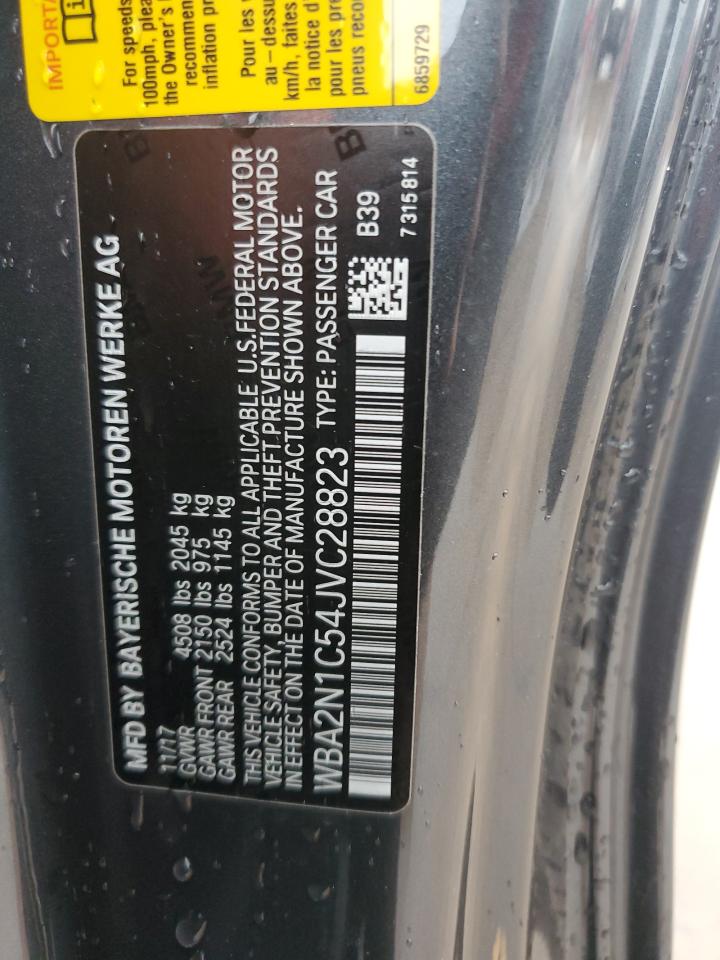 IMPORTA
For speeds
100mph, plea
the Owner's
recommen
inflation pr
Pour les v
au-dessu
km/h, faites
la notice d'
pour les pre
pneus recor
6859729
MFD BY BAYERISCHE MOTOREN WERKE AG
11/17
GVWR 4508 lbs 2045 kg
GAWR FRONT 2150 lbs 975 kg
GAWR REAR 2524 lbs 1145 kg
THIS VEHICLE CONFORMS TO ALL APPLICABLE U.S.FEDERAL MOTOR
VEHICLE SAFETY, BUMPER AND THEFT PREVENTION STANDARDS
IN EFFECT ON THE DATE OF MANUFACTURE SHOWN ABOVE.
WBA2N1C54JVC28823 TYPE: PASSENGER CAR
B39
7315814